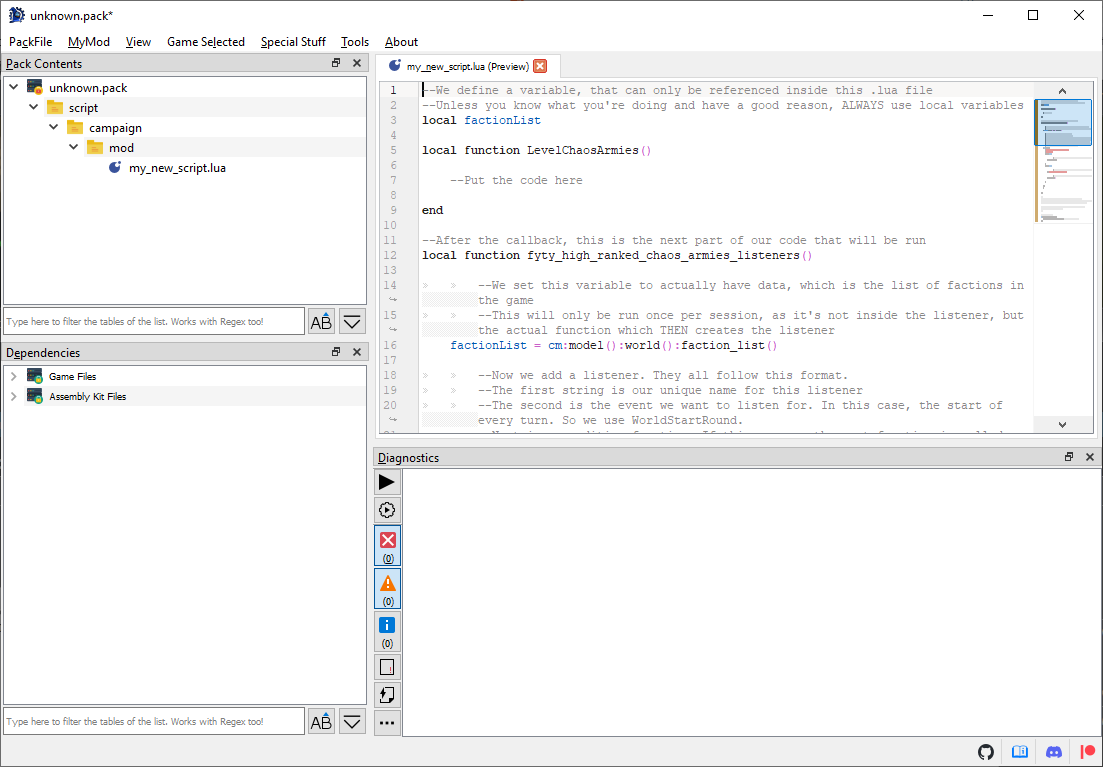 unknown.pack*
PackFile MyMod View Game Selected Special Stuff Tools About
Pack Contents
unknown.pack
script
campaign
mod
my_new_script.lua
Type here to filter the tables of the list. Works with Regex too!
AB
Dependencies
Game Files
Assembly Kit Files
Type here to filter the tables of the list. Works with Regex too!
AB
my_new_script.lua (Preview)
1 --We define a variable, that can only be referenced inside this .lua file
2 --Unless you know what you're doing and have a good reason, ALWAYS use local variables
3 local factionList
4
5 local function LevelChaosArmies()
6
7 --Put the code here
8
9 end
10
11 --After the callback, this is the next part of our code that will be run
12 local function fyty_high_ranked_chaos_armies_listeners()
13
14 --We set this variable to actually have data, which is the list of factions in
the game
15 --This will only be run once per session, as it's not inside the listener, but
the actual function which THEN creates the listener
16 factionList = cm:model():world():faction_list()
17
18 --Now we add a listener. They all follow this format.
19 --The first string is our unique name for this listener
20 --The second is the event we want to listen for. In this case, the start of
every turn. So we use WorldStartRound.
Diagnostics
(0)
(0)
(0)